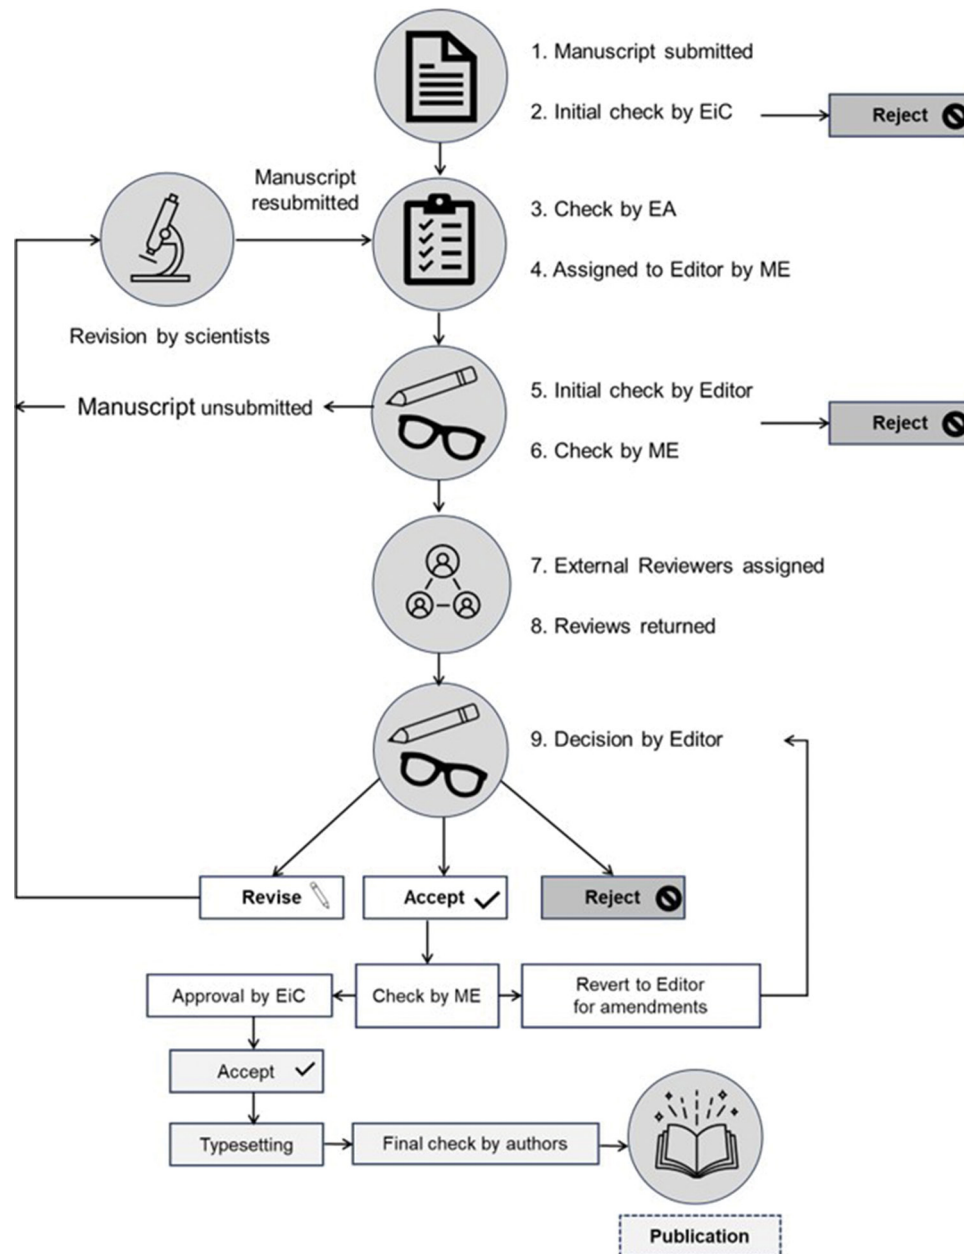 1. Manuscript submitted
2. Initial check by EiC
Reject
Manuscript
resubmitted
3. Check by EA
4. Assigned to Editor by ME
Revision by scientists
Manuscript unsubmitted
5. Initial check by Editor
6. Check by ME
Reject
7. External Reviewers assigned
8. Reviews returned
9. Decision by Editor
Revise
Accept
Reject
Approval by EiC
Check by ME
Revert to Editor
for amendments
Accept
Typesetting
Final check by authors
Publication